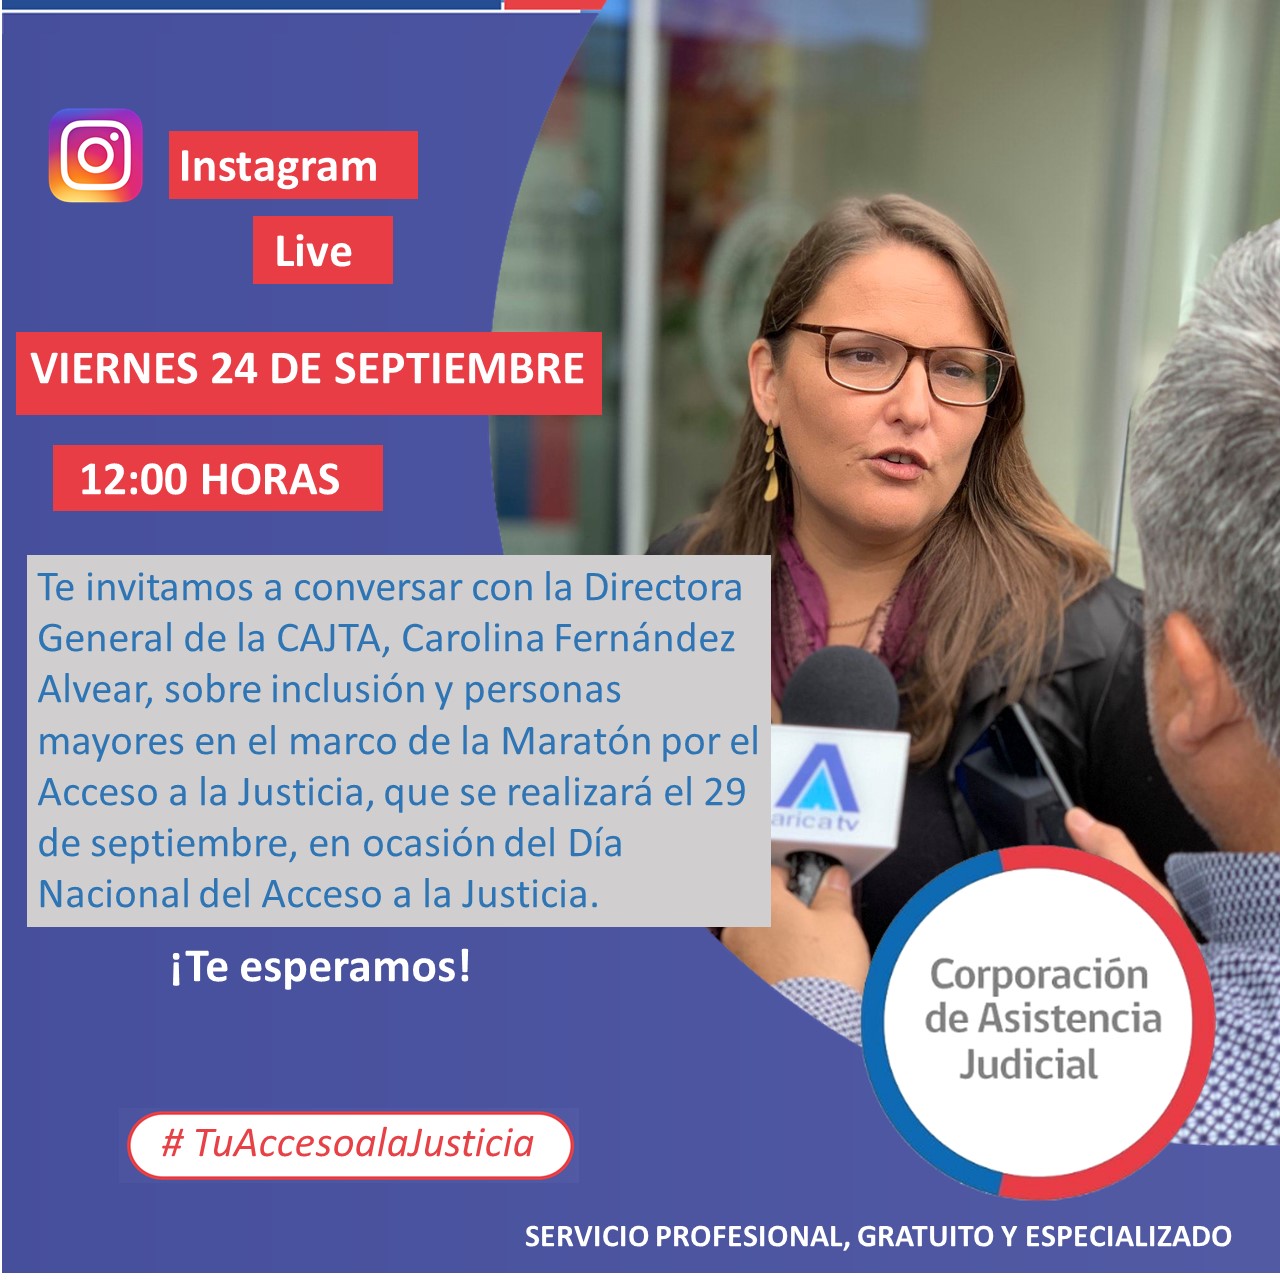 Instagram
Live
VIERNES 24 DE SEPTIEMBRE
12:00 HORAS
Te invitamos a conversar con la Directora
General de la CAJTA, Carolina Fernández
Alvear, sobre inclusión y personas
mayores en el marco de la Maratón por el
Acceso a la Justicia, que se realizará el 29
de septiembre, en ocasión del Día
Nacional del Acceso a la Justicia.
¡Te esperamos!
arica tv
Corporación
de Asistencia
Judicial
# TuAccesoalaJusticia
SERVICIO PROFESIONAL, GRATUITO Y ESPECIALIZADO